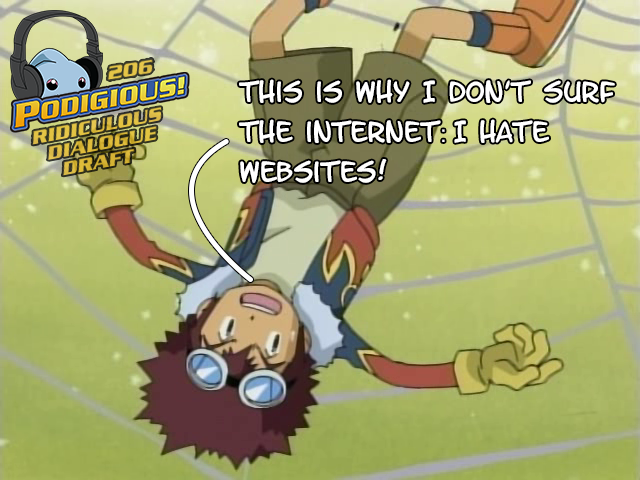 206
PODIGIOUS!
RIDICULOUS
DIALOGUE
DRAFT
THIS IS WHY I DON'T SURF
THE INTERNET: I HATE
WEBSITES!